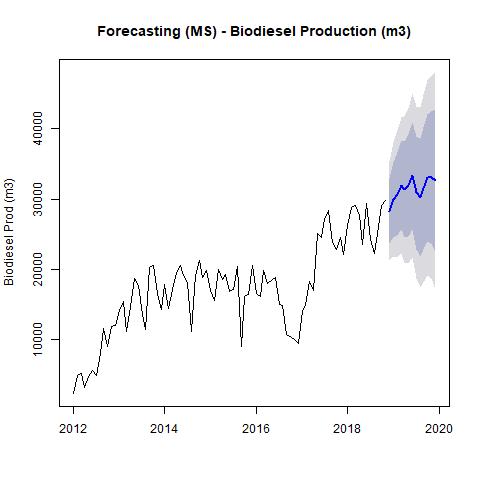 Forecasting (MS) - Biodiesel Production (m3)
Biodiesel Prod (m3)
40000
30000
20000
10000
2012 2014 2016 2018 2020